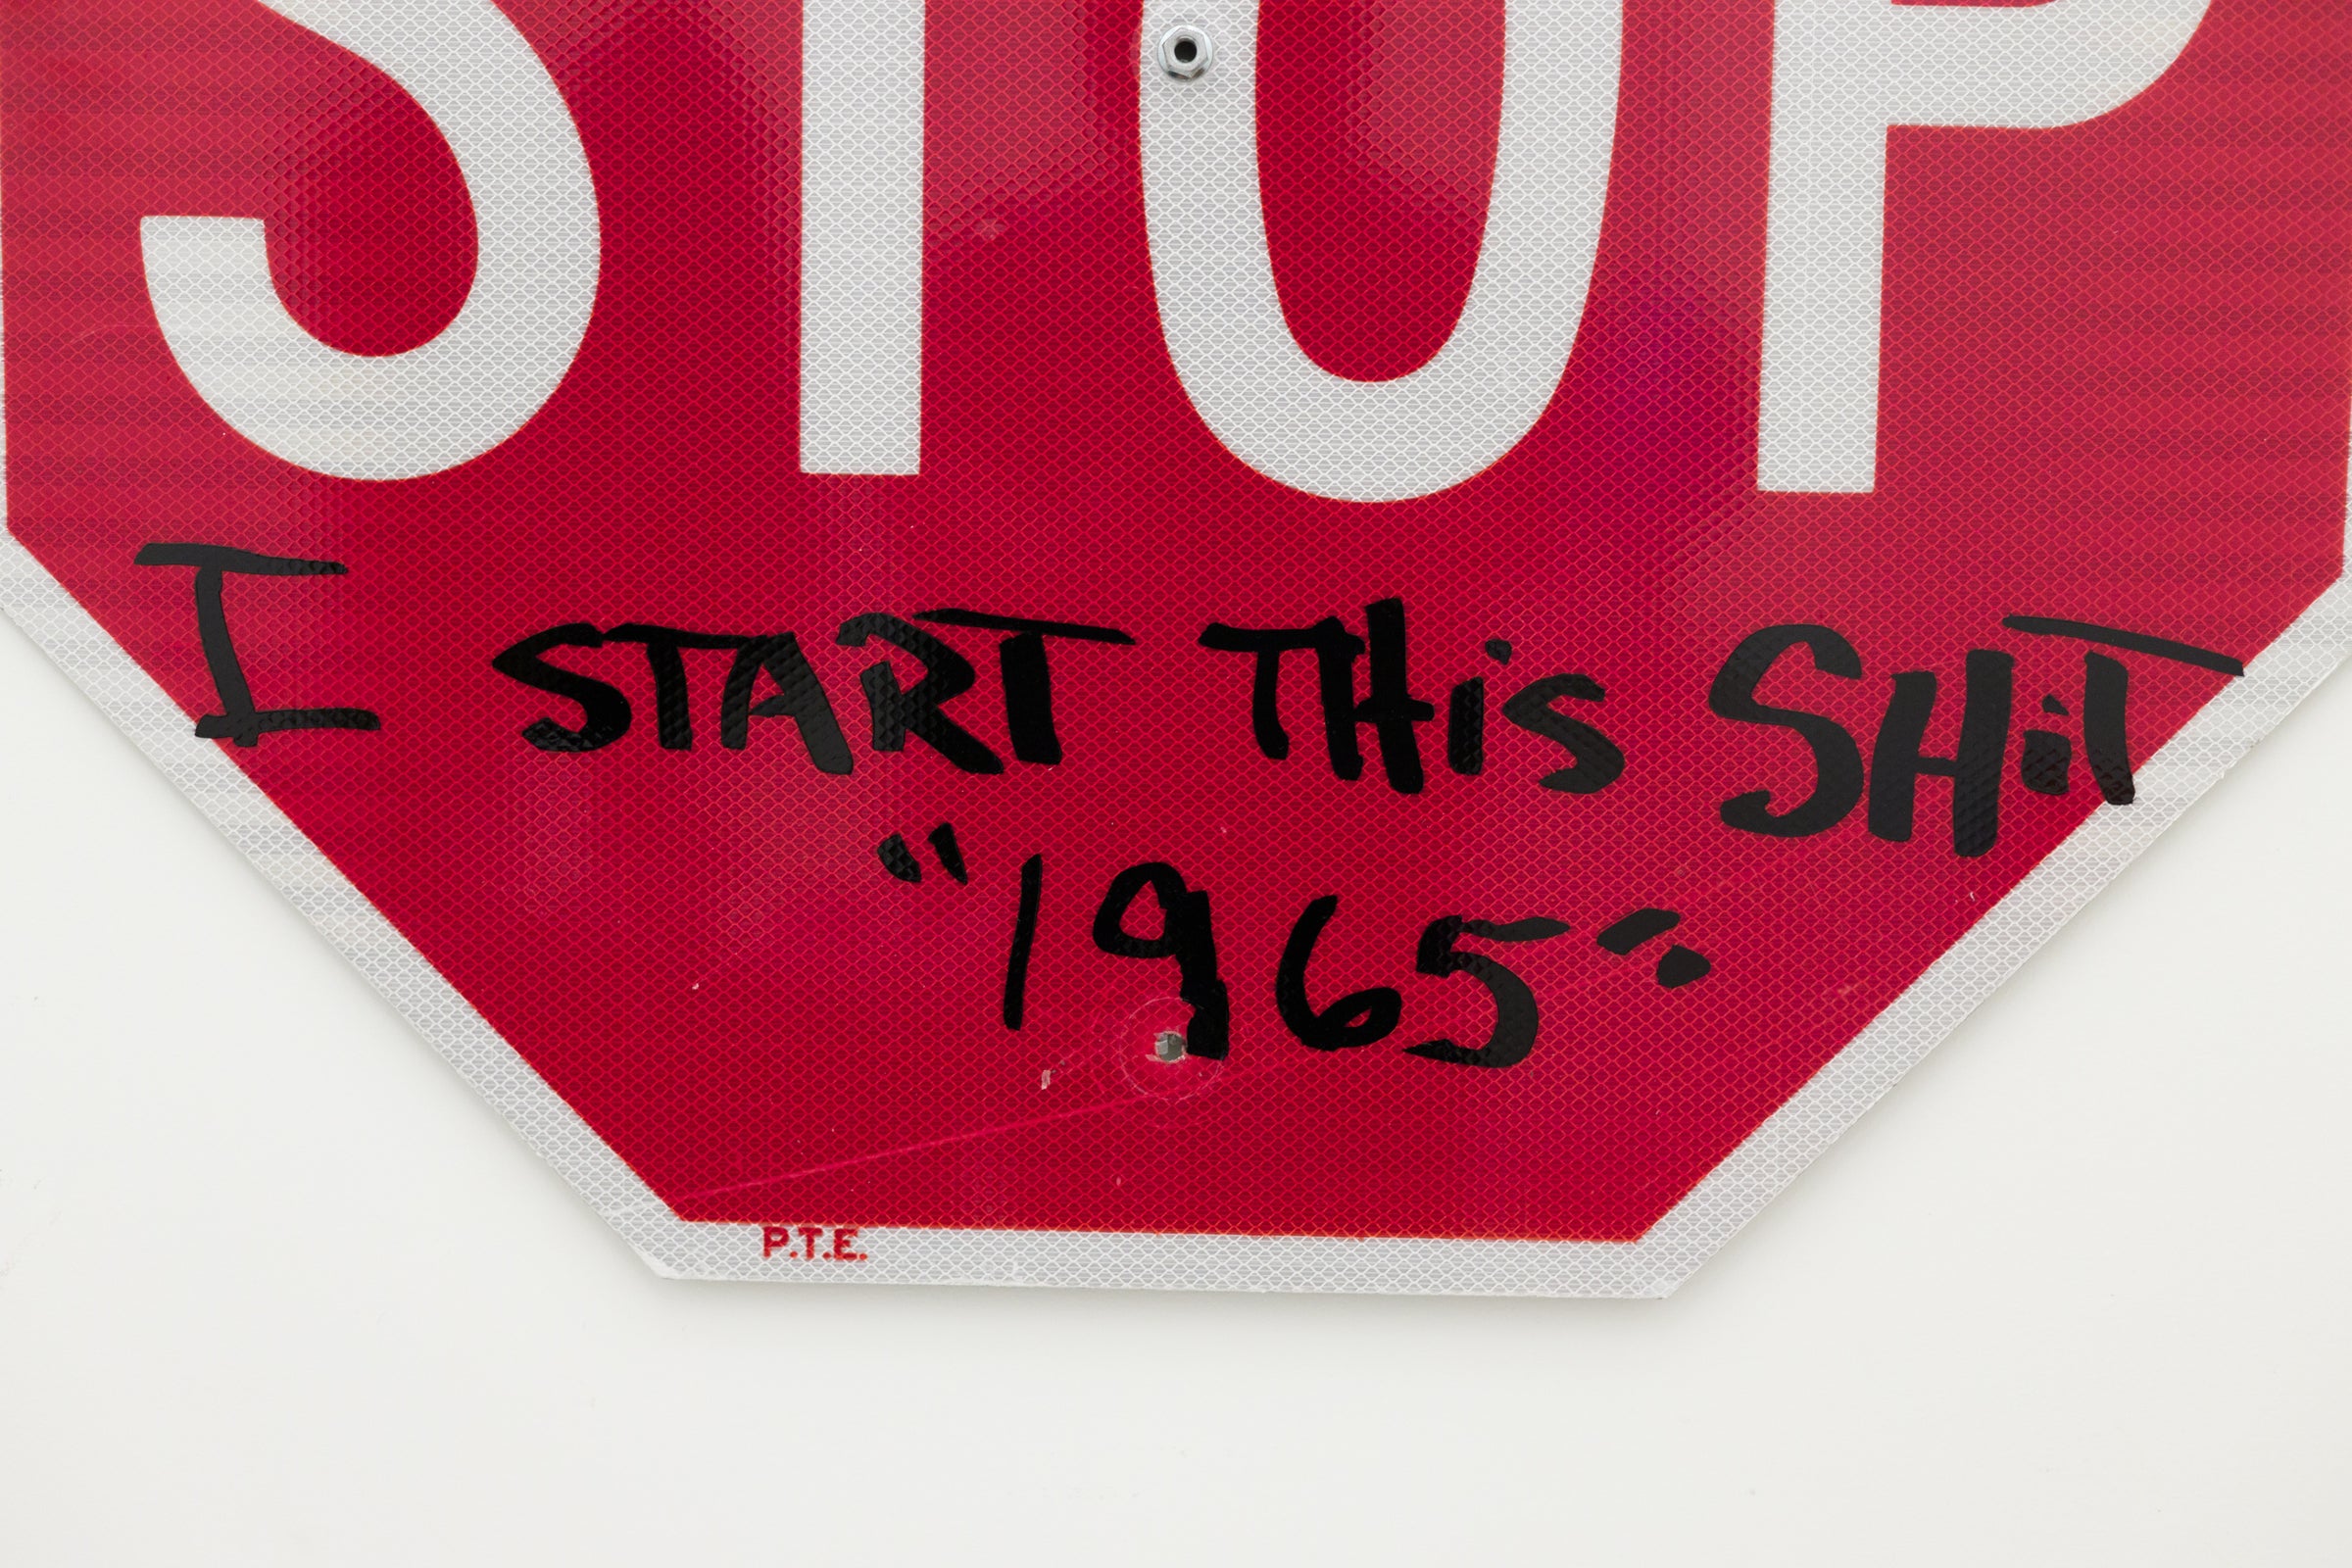 STOP
I START THiS SHiT
"1965".
P.T.E.